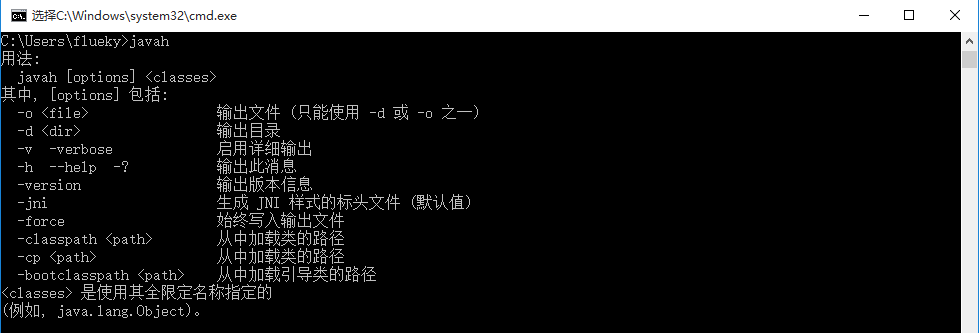 选择C:\Windows\system32\cmd.exe
C:\Users\flueky>javah
用法:
  javah [options] <classes>
其中, [options] 包括:
  -o <file>                输出文件 (只能使用 -d 或 -o 之一)
  -d <dir>                 输出目录
  -v  -verbose             启用详细输出
  -h  --help  -?           输出此消息
  -version                 输出版本信息
  -jni                     生成 JNI 样式的标头文件 (默认值)
  -force                   始终写入输出文件
  -classpath <path>        从中加载类的路径
  -cp <path>               从中加载类的路径
  -bootclasspath <path>    从中加载引导类的路径
<classes> 是使用其全限定名称指定的
(例如, java.lang.Object)。